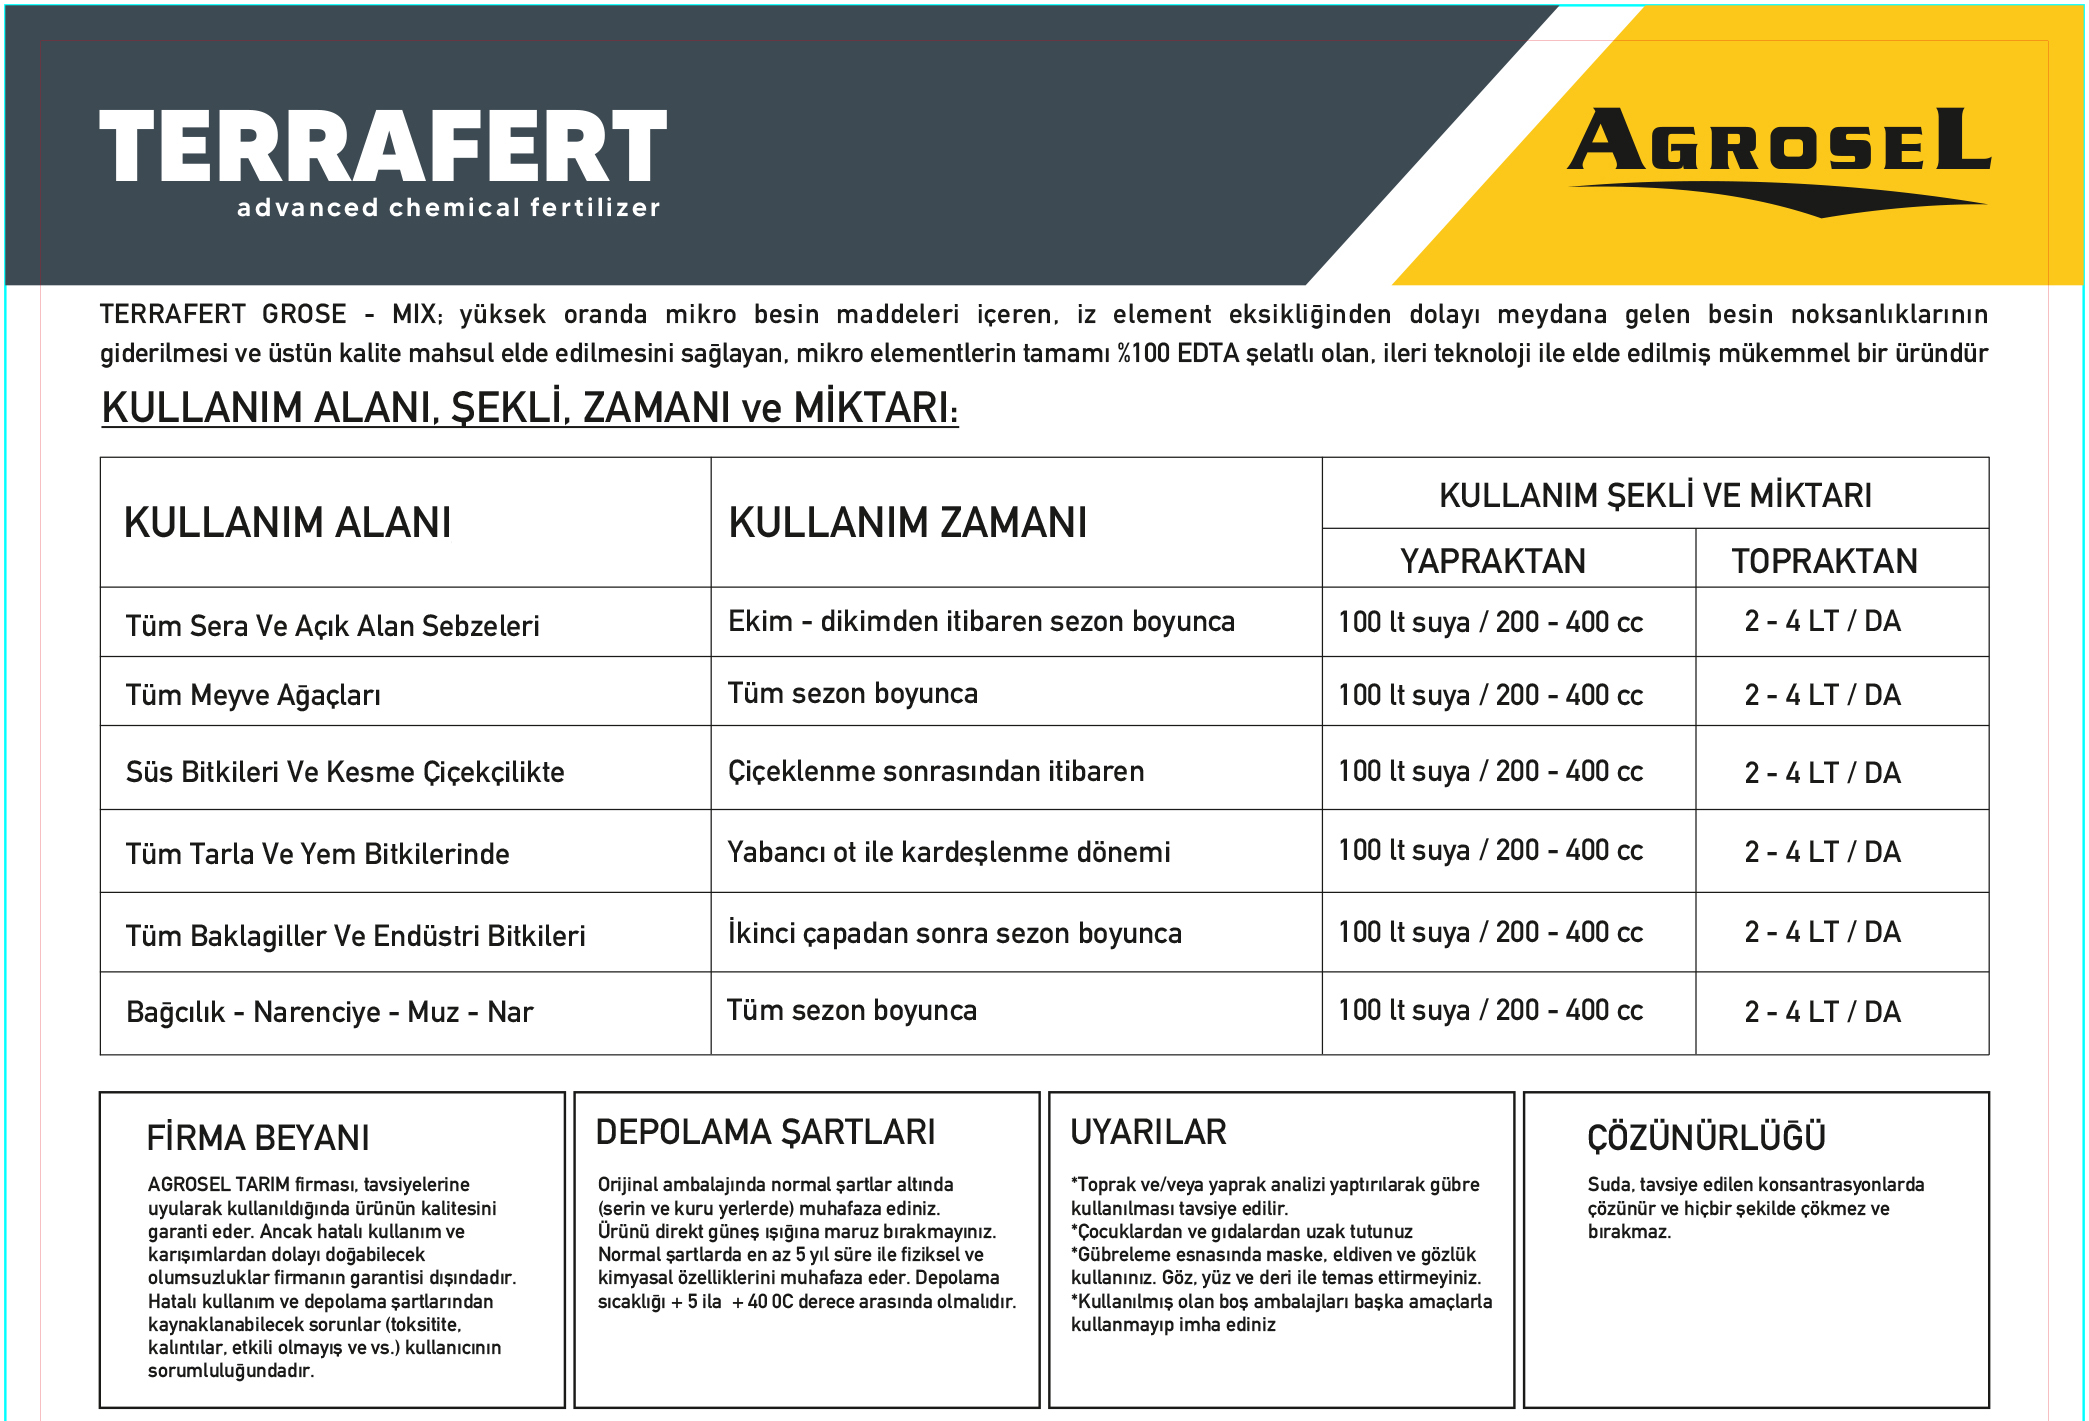 TERRAFERT
advanced chemical fertilizer
AGROSEL
TERRAFERT GROSE - MIX; yüksek oranda mikro besin maddeleri içeren, iz element eksikliğinden dolayı meydana gelen besin noksanlıklarının
giderilmesi ve üstün kalite mahsul elde edilmesini sağlayan, mikro elementlerin tamamı %100 EDTA şelatlı olan, ileri teknoloji ile elde edilmiş mükemmel bir üründür
KULLANIM ALANI, ŞEKLİ, ZAMANI ve MİKTARI:
KULLANIM ALANI
KULLANIM ZAMANI
KULLANIM ŞEKLİ VE MİKTARI
YAPRAKTAN
TOPRAKTAN
Tüm Sera Ve Açık Alan Sebzeleri
Ekim - dikimden itibaren sezon boyunca
100 lt suya / 200 - 400 cc
2 - 4 LT / DA
Tüm Meyve Ağaçları
Tüm sezon boyunca
100 lt suya / 200 - 400 cc
2 - 4 LT / DA
Süs Bitkileri Ve Kesme Çiçekçilikte
Çiçeklenme sonrasından itibaren
100 lt suya / 200 - 400 cc
2 - 4 LT / DA
Tüm Tarla Ve Yem Bitkilerinde
Yabancı ot ile kardeşlenme dönemi
100 lt suya / 200 - 400 cc
2 - 4 LT / DA
Tüm Baklagiller Ve Endüstri Bitkileri
İkinci çapadan sonra sezon boyunca
100 lt suya / 200 - 400 cc
2 - 4 LT / DA
Bağcılık - Narenciye - Muz - Nar
Tüm sezon boyunca
100 lt suya / 200 - 400 cc
2 - 4 LT / DA
FİRMA BEYANI
AGROSEL TARIM firması, tavsiyelerine
uyularak kullanıldığında ürünün kalitesini
garanti eder. Ancak hatalı kullanım ve
karışımlardan dolayı doğabilecek
olumsuzluklar firmanın garantisi dışındadır.
Hatalı kullanım ve depolama şartlarından
kaynaklanabilecek sorunlar (toksitite,
kalıntılar, etkili olmayış ve vs.) kullanıcının
sorumluluğundadır.
DEPOLAMA ŞARTLARI
Orijinal ambalajında normal şartlar altında
(serin ve kuru yerlerde) muhafaza ediniz.
Ürünü direkt güneş ışığına maruz bırakmayınız.
Normal şartlarda en az 5 yıl süre ile fiziksel ve
kimyasal özelliklerini muhafaza eder. Depolama
sıcaklığı + 5 ila + 40 0C derece arasında olmalıdır.
UYARILAR
*Toprak ve/veya yaprak analizi yaptırılarak gübre
kullanılması tavsiye edilir.
*Çocuklardan ve gıdalardan uzak tutunuz
*Gübreleme esnasında maske, eldiven ve gözlük
kullanınız. Göz, yüz ve deri ile temas ettirmeyiniz.
*Kullanılmış olan boş ambalajları başka amaçlarla
kullanmayıp imha ediniz
ÇÖZÜNÜRLÜĞÜ
Suda, tavsiye edilen konsantrasyonlarda
çözünür ve hiçbir şekilde çökmez ve
bırakmaz.